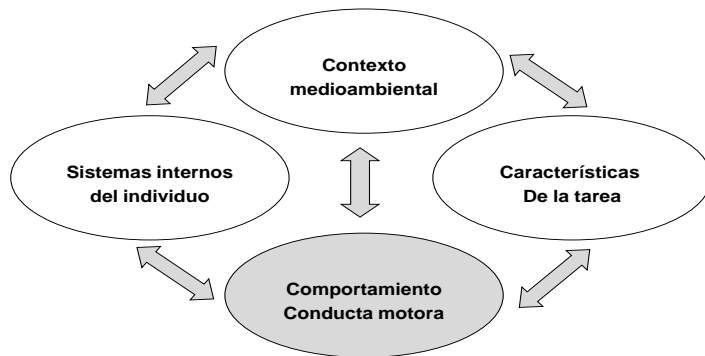 Contexto
medioambiental
Sistemas internos
del individuo
Características
De la tarea
Comportamiento
Conducta motora